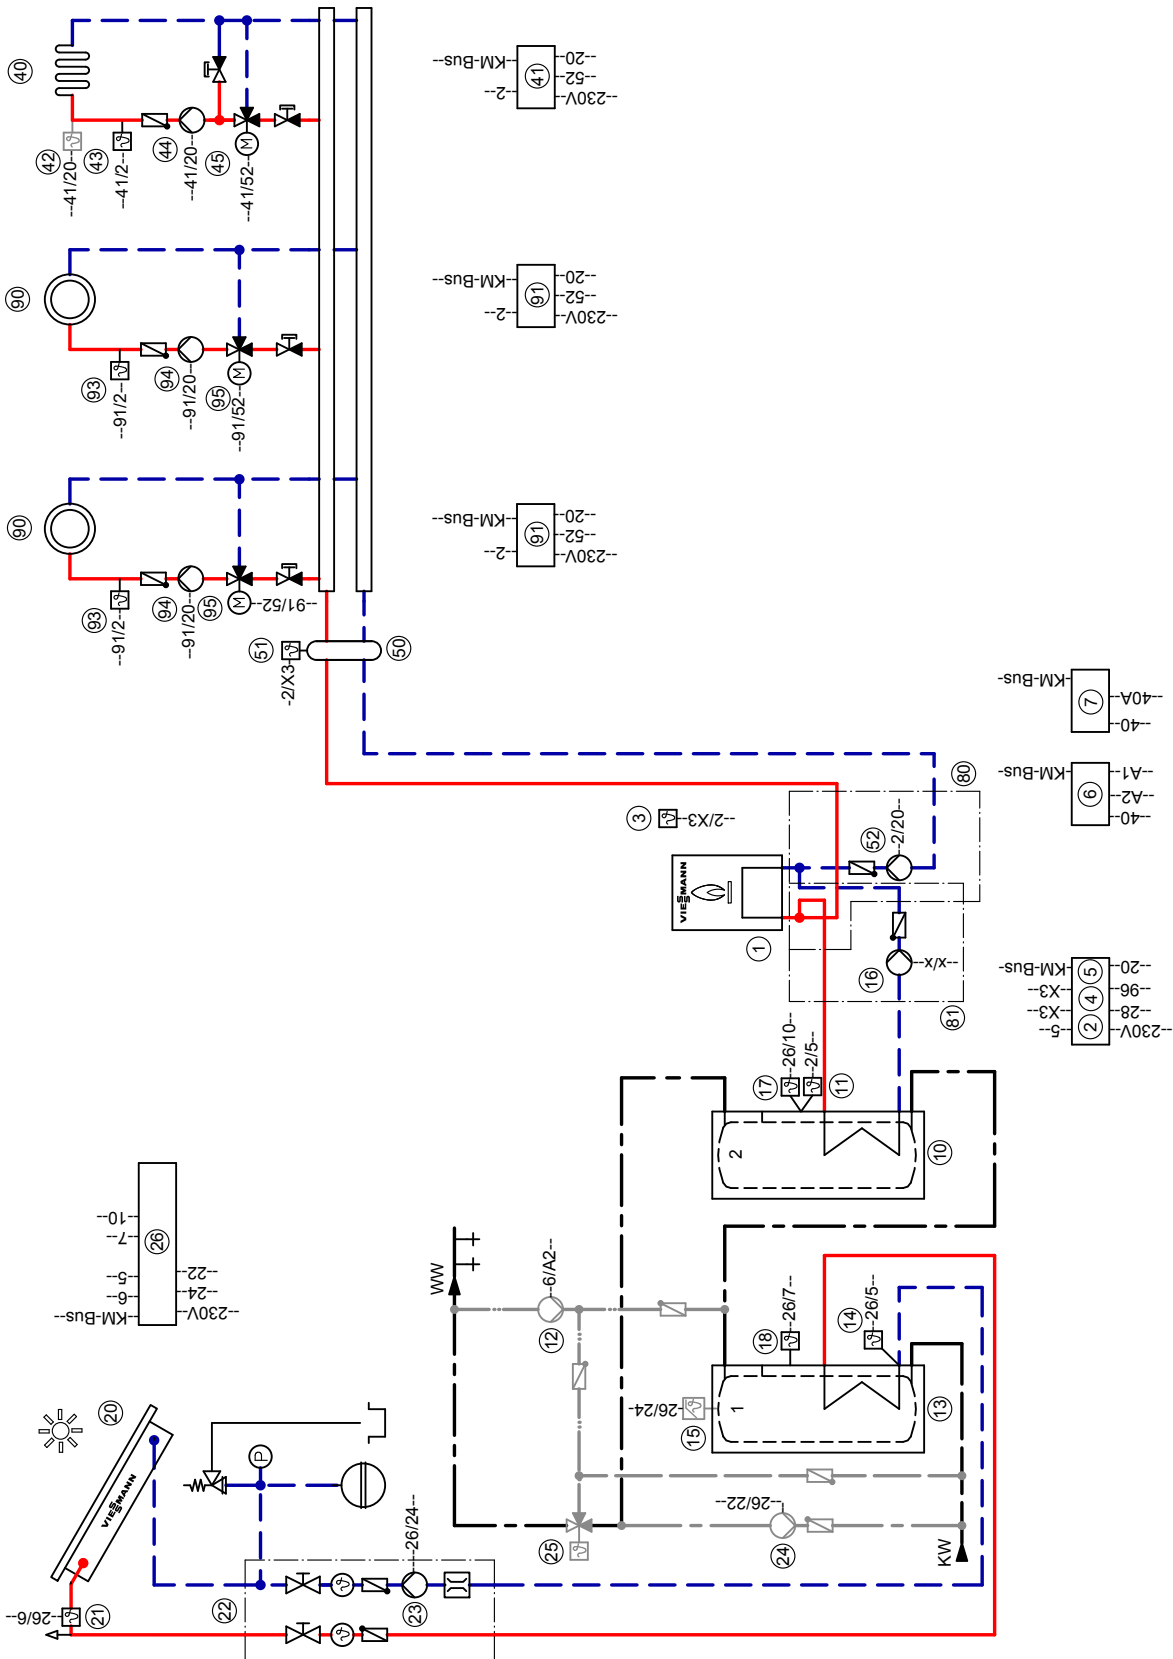 40
42
--41/20--
43
--41/2--
44
--41/20--
45
M
--41/52--
90
93
--91/2--
94
--91/20--
95
M
--91/52--
90
93
--91/2--
94
--91/20--
95
M
--91/52--
KM-Bus--
--2--
41
--20--
--52--
--230V--
KM-Bus--
--2--
91
--20--
--52--
--230V--
KM-Bus--
--2--
91
--20--
--52--
--230V--
51
-2/X3-
50
KM-Bus-
7
--40A--
--40--
KM-Bus-
6
--A1--
--A2--
--40--
KM-Bus-
--X3--
--X3--
--5--
5
4
2
--20--
--96--
--28--
--230V--
80
3
--2/X3--
VIESMANN
1
52
--2/20--
16
--x/x--
81
17
--26/10--
--2/5--
11
2
10
26
--10--
--7--
--5--
--6--
KM-Bus--
--22--
--24--
--230V--
WW
12
--6/A2--
18
--26/7--
14
--26/5--
15
--26/24--
1
13
25
24
--26/22--
KW
20
VIESMANN
P
21
--26/6--
22
23
--26/24--